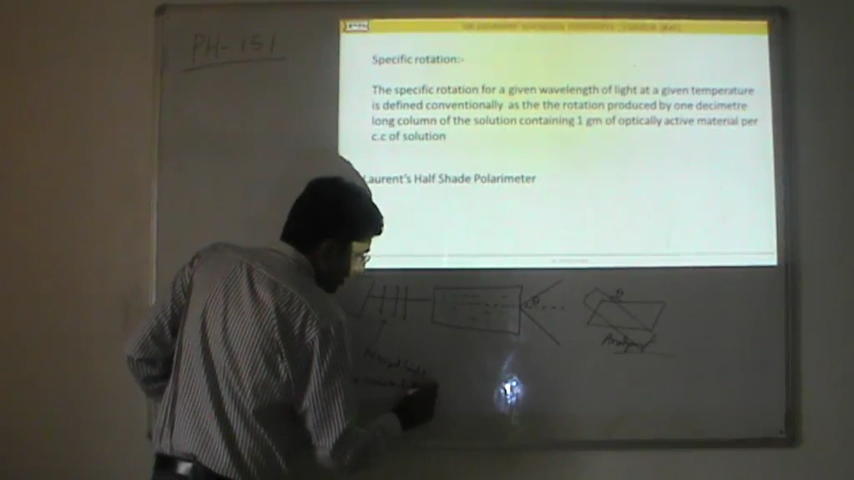 PH-151
Specific rotation:-
The specific rotation for a given wavelength of light at a given temperature
is defined conventionally as the the rotation produced by one decimetre
long column of the solution containing 1 gm of optically active material per
c.c of solution
Laurent's Half Shade Polarimeter
θ
θ
Analyser